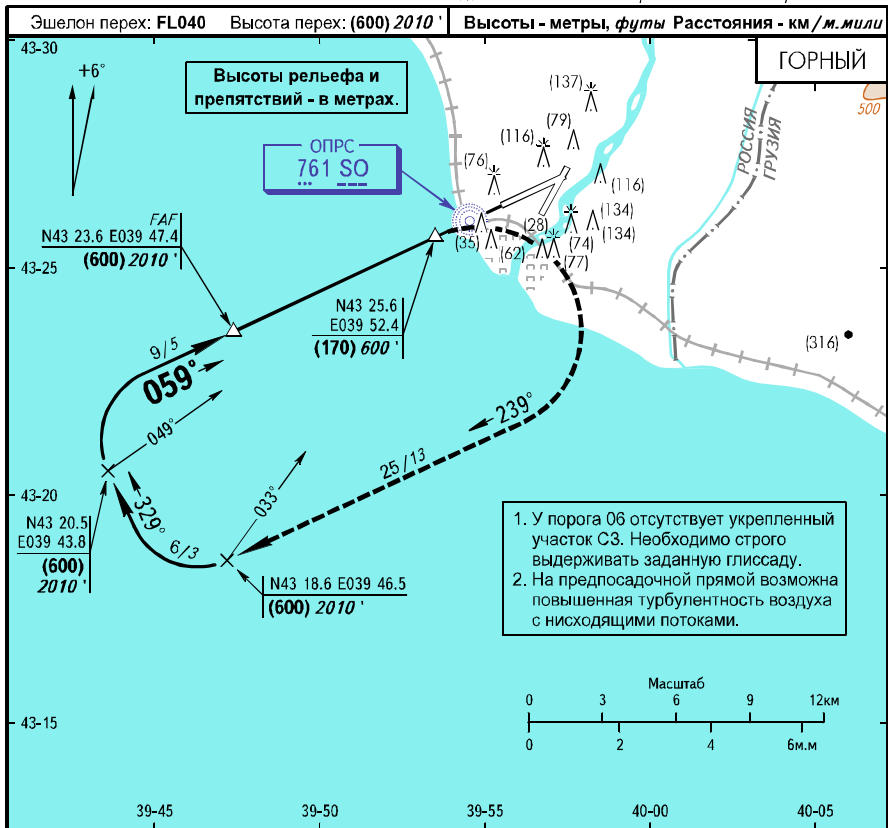 Эшелон перех: FL040 Высота перех: (600) 2010 ' Высоты - метры, футы Расстояния - км/м.мили
43-30
ГОРНЫЙ
+6°
Высоты рельефа и
препятствий - в метрах.
500
(137)
РОССИЯ
ГРУЗИЯ
ОПРС
761 SO
(79)
(116)
(76)
(116)
(134)
(134)
(28)
(74)
(35)
(62)
(77)
FAF
N43 23.6 E039 47.4
(600) 2010 '
43-25
N43 25.6
E039 52.4
(170) 600 '
(316)
9/5
059°
049°
239°
25/13
43-20
329°
033°
N43 20.5
E039 43.8
(600)
2010 '
6/3
N43 18.6 E039 46.5
(600) 2010 '
1. У порога 06 отсутствует укрепленный
участок СЗ. Необходимо строго
выдерживать заданную глиссаду.
2. На предпосадочной прямой возможна
повышенная турбулентность воздуха
с нисходящими потоками.
Масштаб
0 3 6 9 12км
0 2 4 6м.м
43-15
39-45 39-50 39-55 40-00 40-05